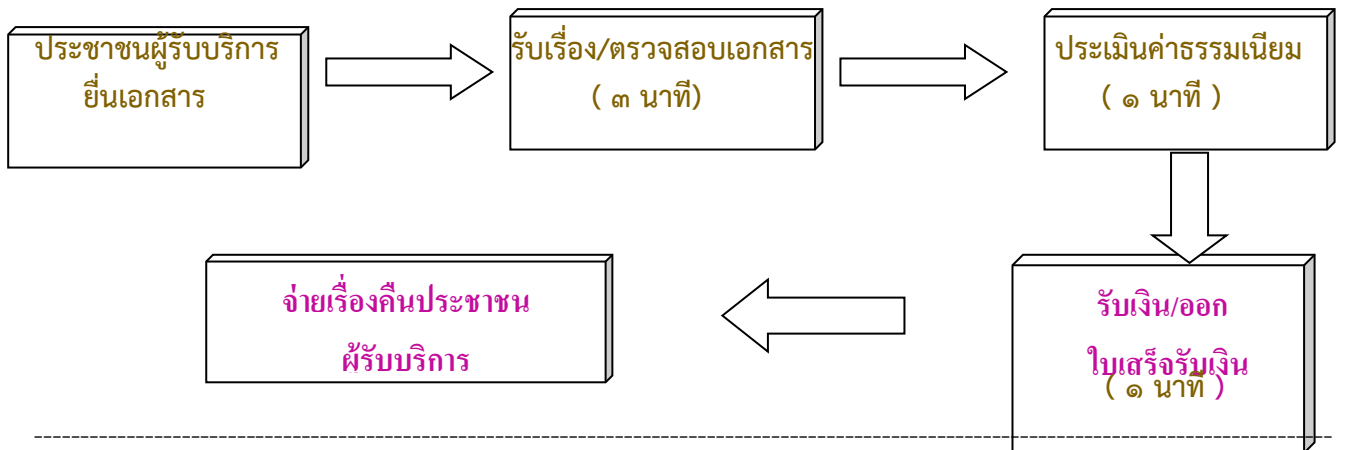 ประชาชนผู้รับบริการ
ยื่นเอกสาร
รับเรื่อง/ตรวจสอบเอกสาร
( ๓ นาที)
ประเมินค่าธรรมเนียม
( ๑ นาที )
รับเงิน/ออก
ใบเสร็จรับเงิน
( ๑ นาที )
จ่ายเรื่องคืนประชาชน
ผู้รับบริการ